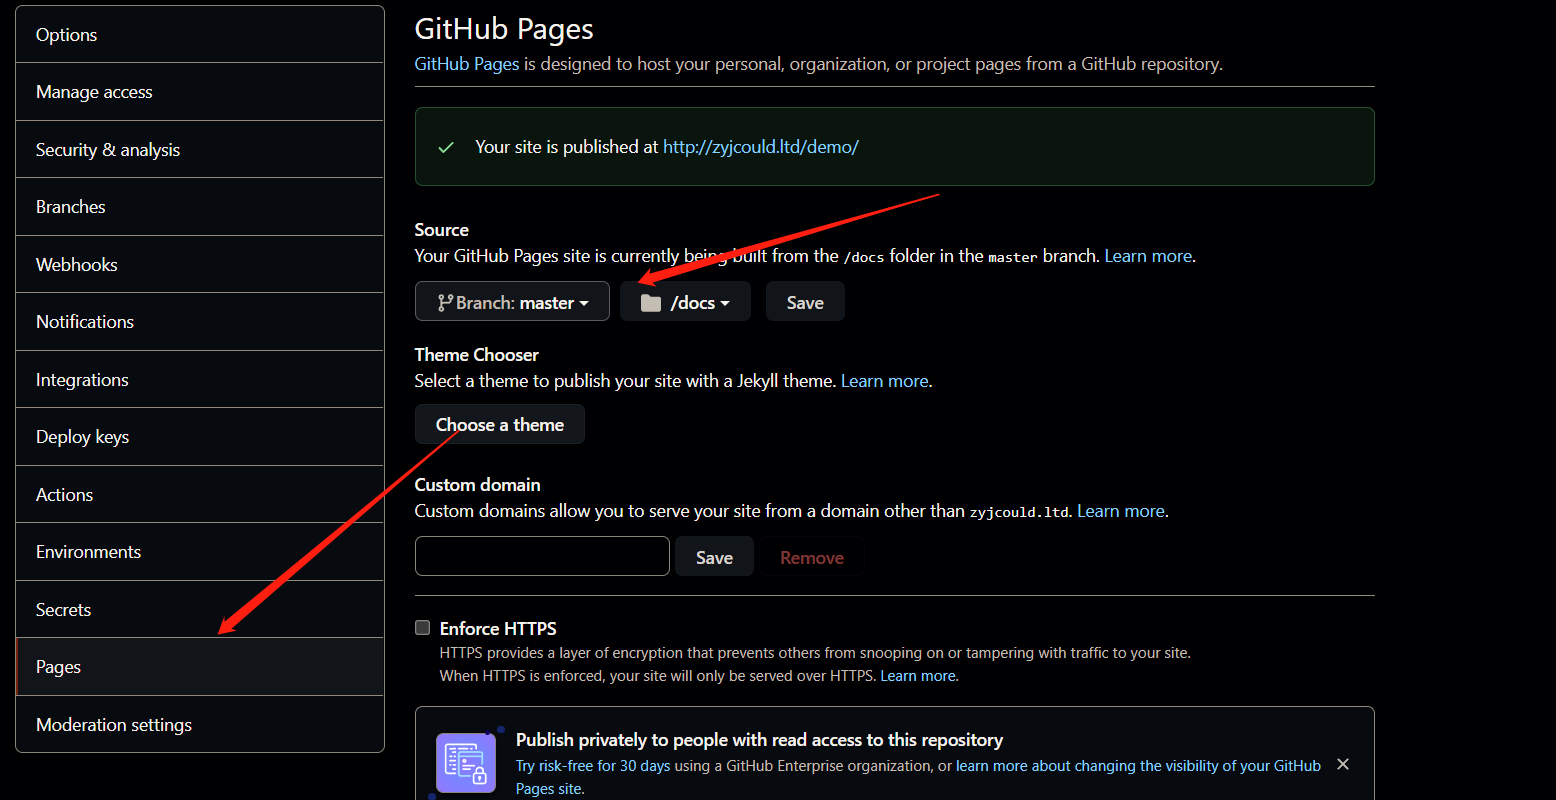 Options
Manage access
Security & analysis
Branches
Webhooks
Notifications
Integrations
Deploy keys
Actions
Environments
Secrets
Pages
Moderation settings
GitHub Pages
GitHub Pages is designed to host your personal, organization, or project pages from a GitHub repository.
Your site is published at http://zyjcould.ltd/demo/
Source
Your GitHub Pages site is currently being built from the /docs folder in the master branch. Learn more.
Branch: master /docs Save
Theme Chooser
Select a theme to publish your site with a Jekyll theme. Learn more.
Choose a theme
Custom domain
Custom domains allow you to serve your site from a domain other than zyjcould.ltd. Learn more.
Save Remove
Enforce HTTPS
HTTPS provides a layer of encryption that prevents others from snooping on or tampering with traffic to your site.
When HTTPS is enforced, your site will only be served over HTTPS. Learn more.
Publish privately to people with read access to this repository
Try risk-free for 30 days using a GitHub Enterprise organization, or learn more about changing the visibility of your GitHub
Pages site.